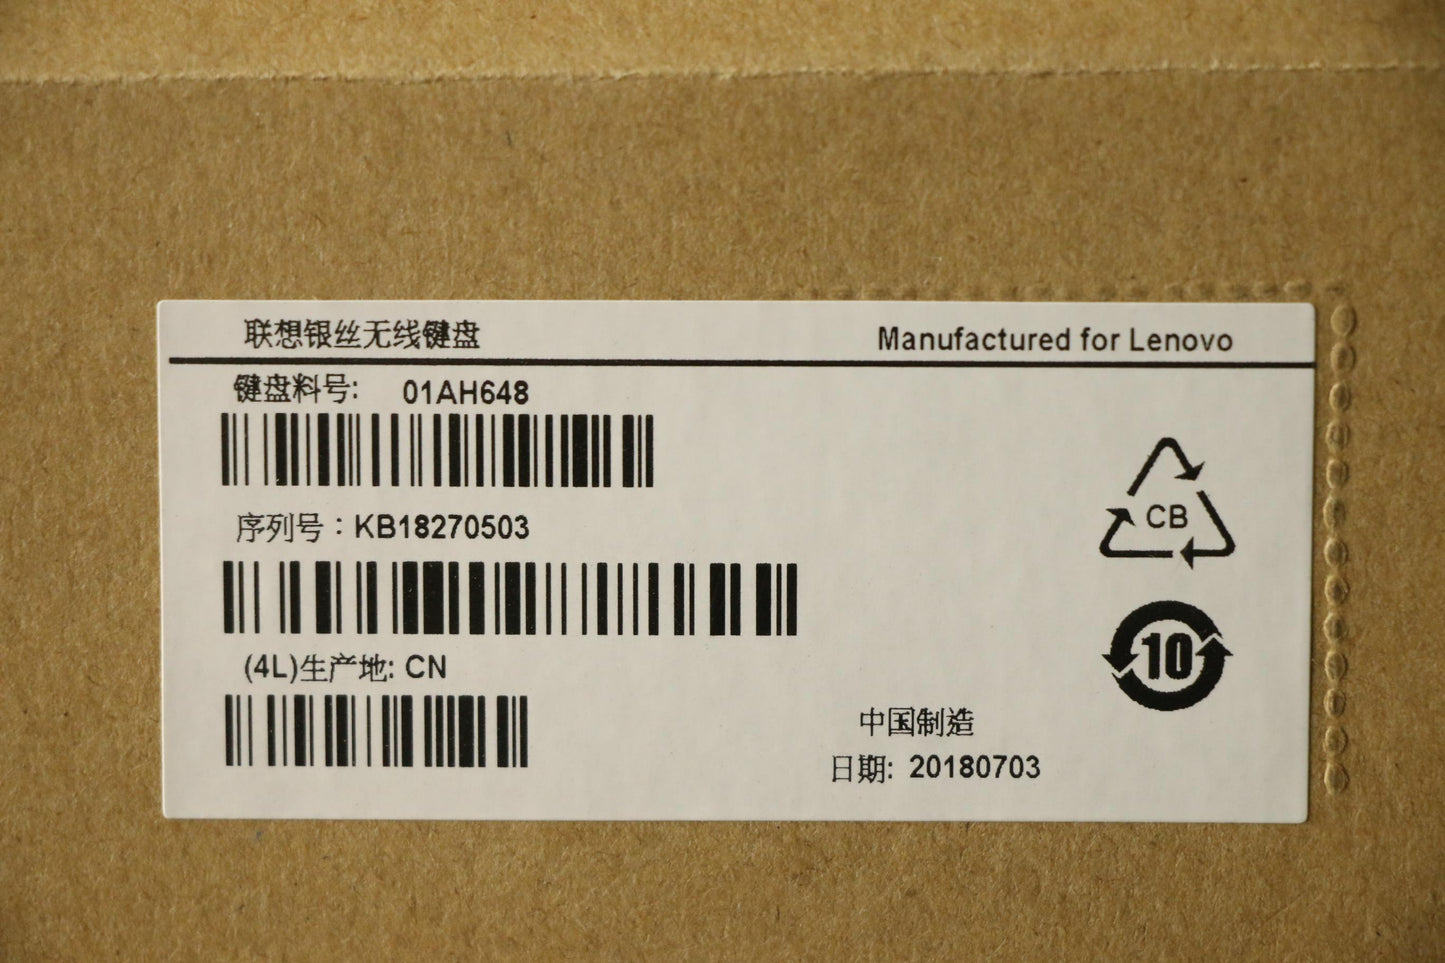 联想银丝无线键盘
Manufactured for Lenovo
键盘料号: 01AH648
序列号：KB18270503
(4L)生产地: CN
CB
10
中国制造
日期: 20180703